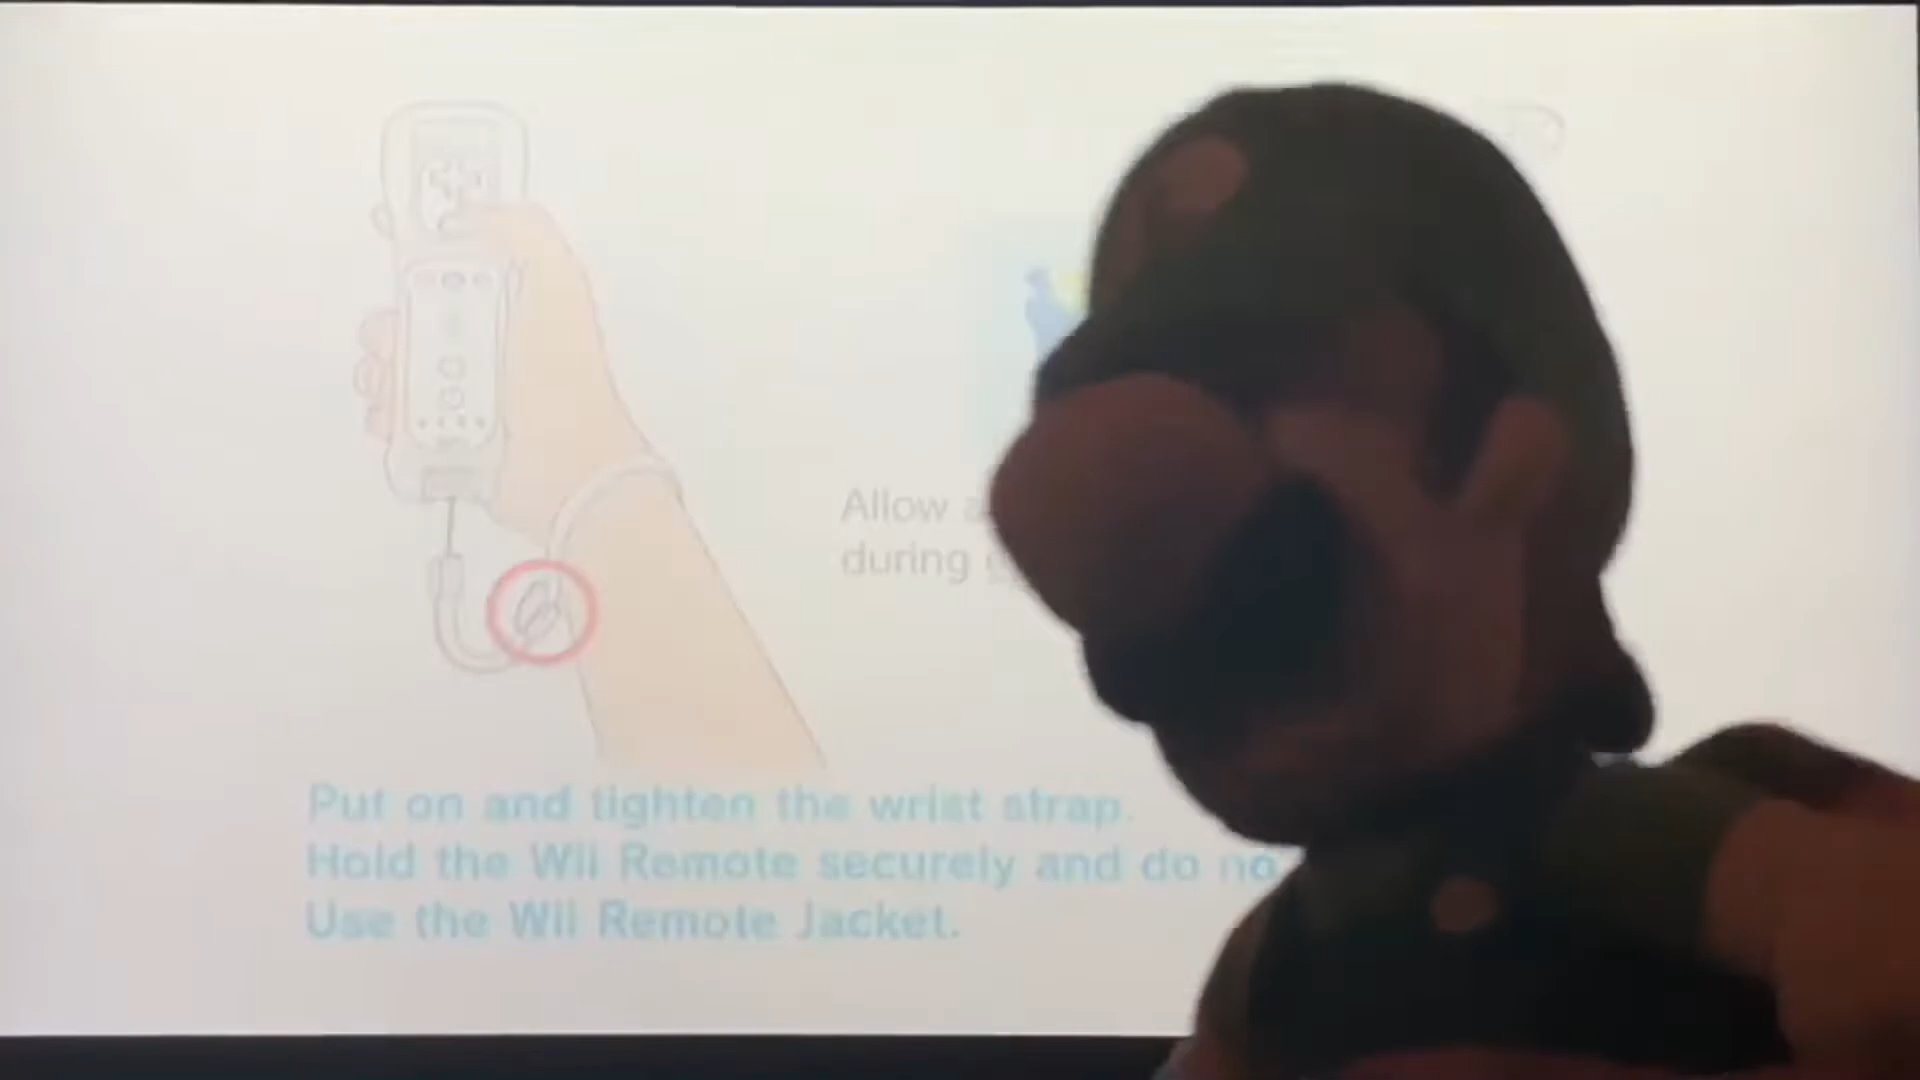 Allow
during
Put on and tighten the wrist strap.
Hold the Wii Remote securely and do no
Use the Wii Remote Jacket.